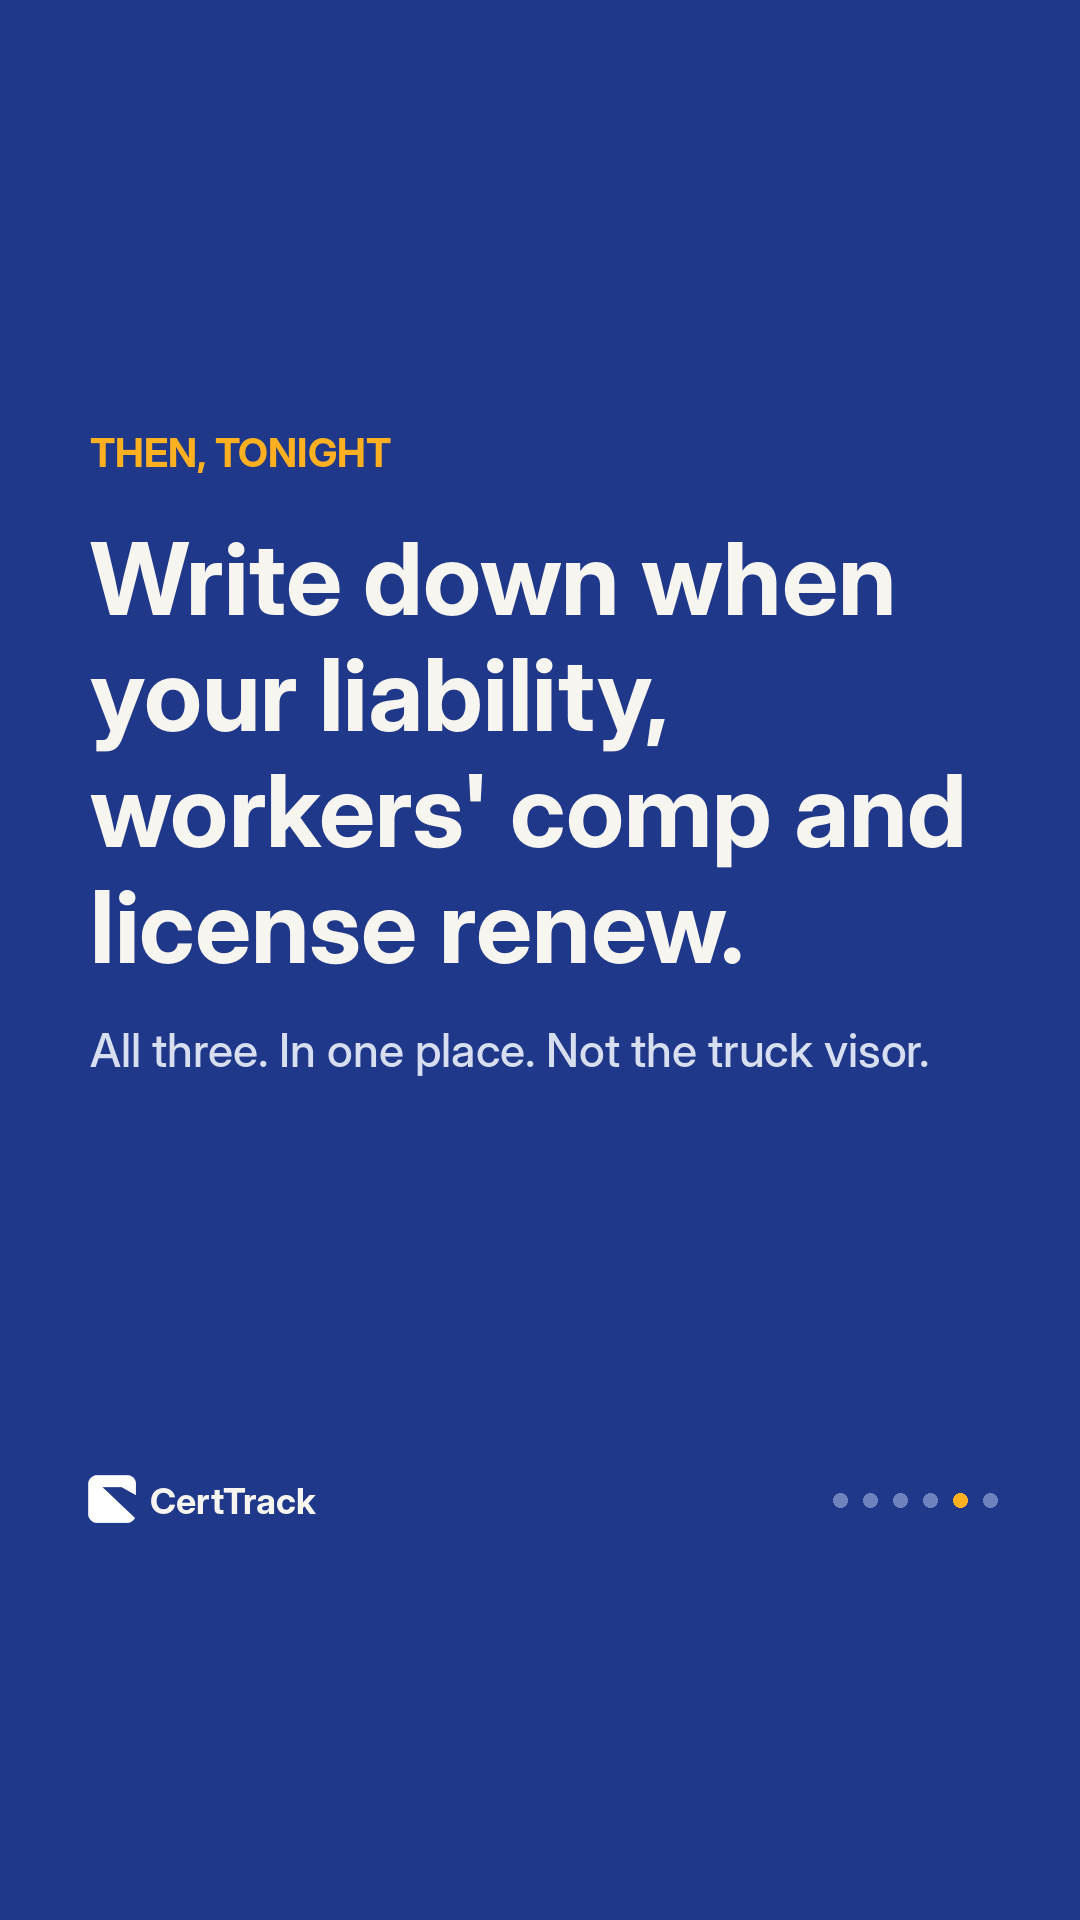 THEN, TONIGHT
Write down when
your liability,
workers' comp and
license renew.
All three. In one place. Not the truck visor.
CertTrack